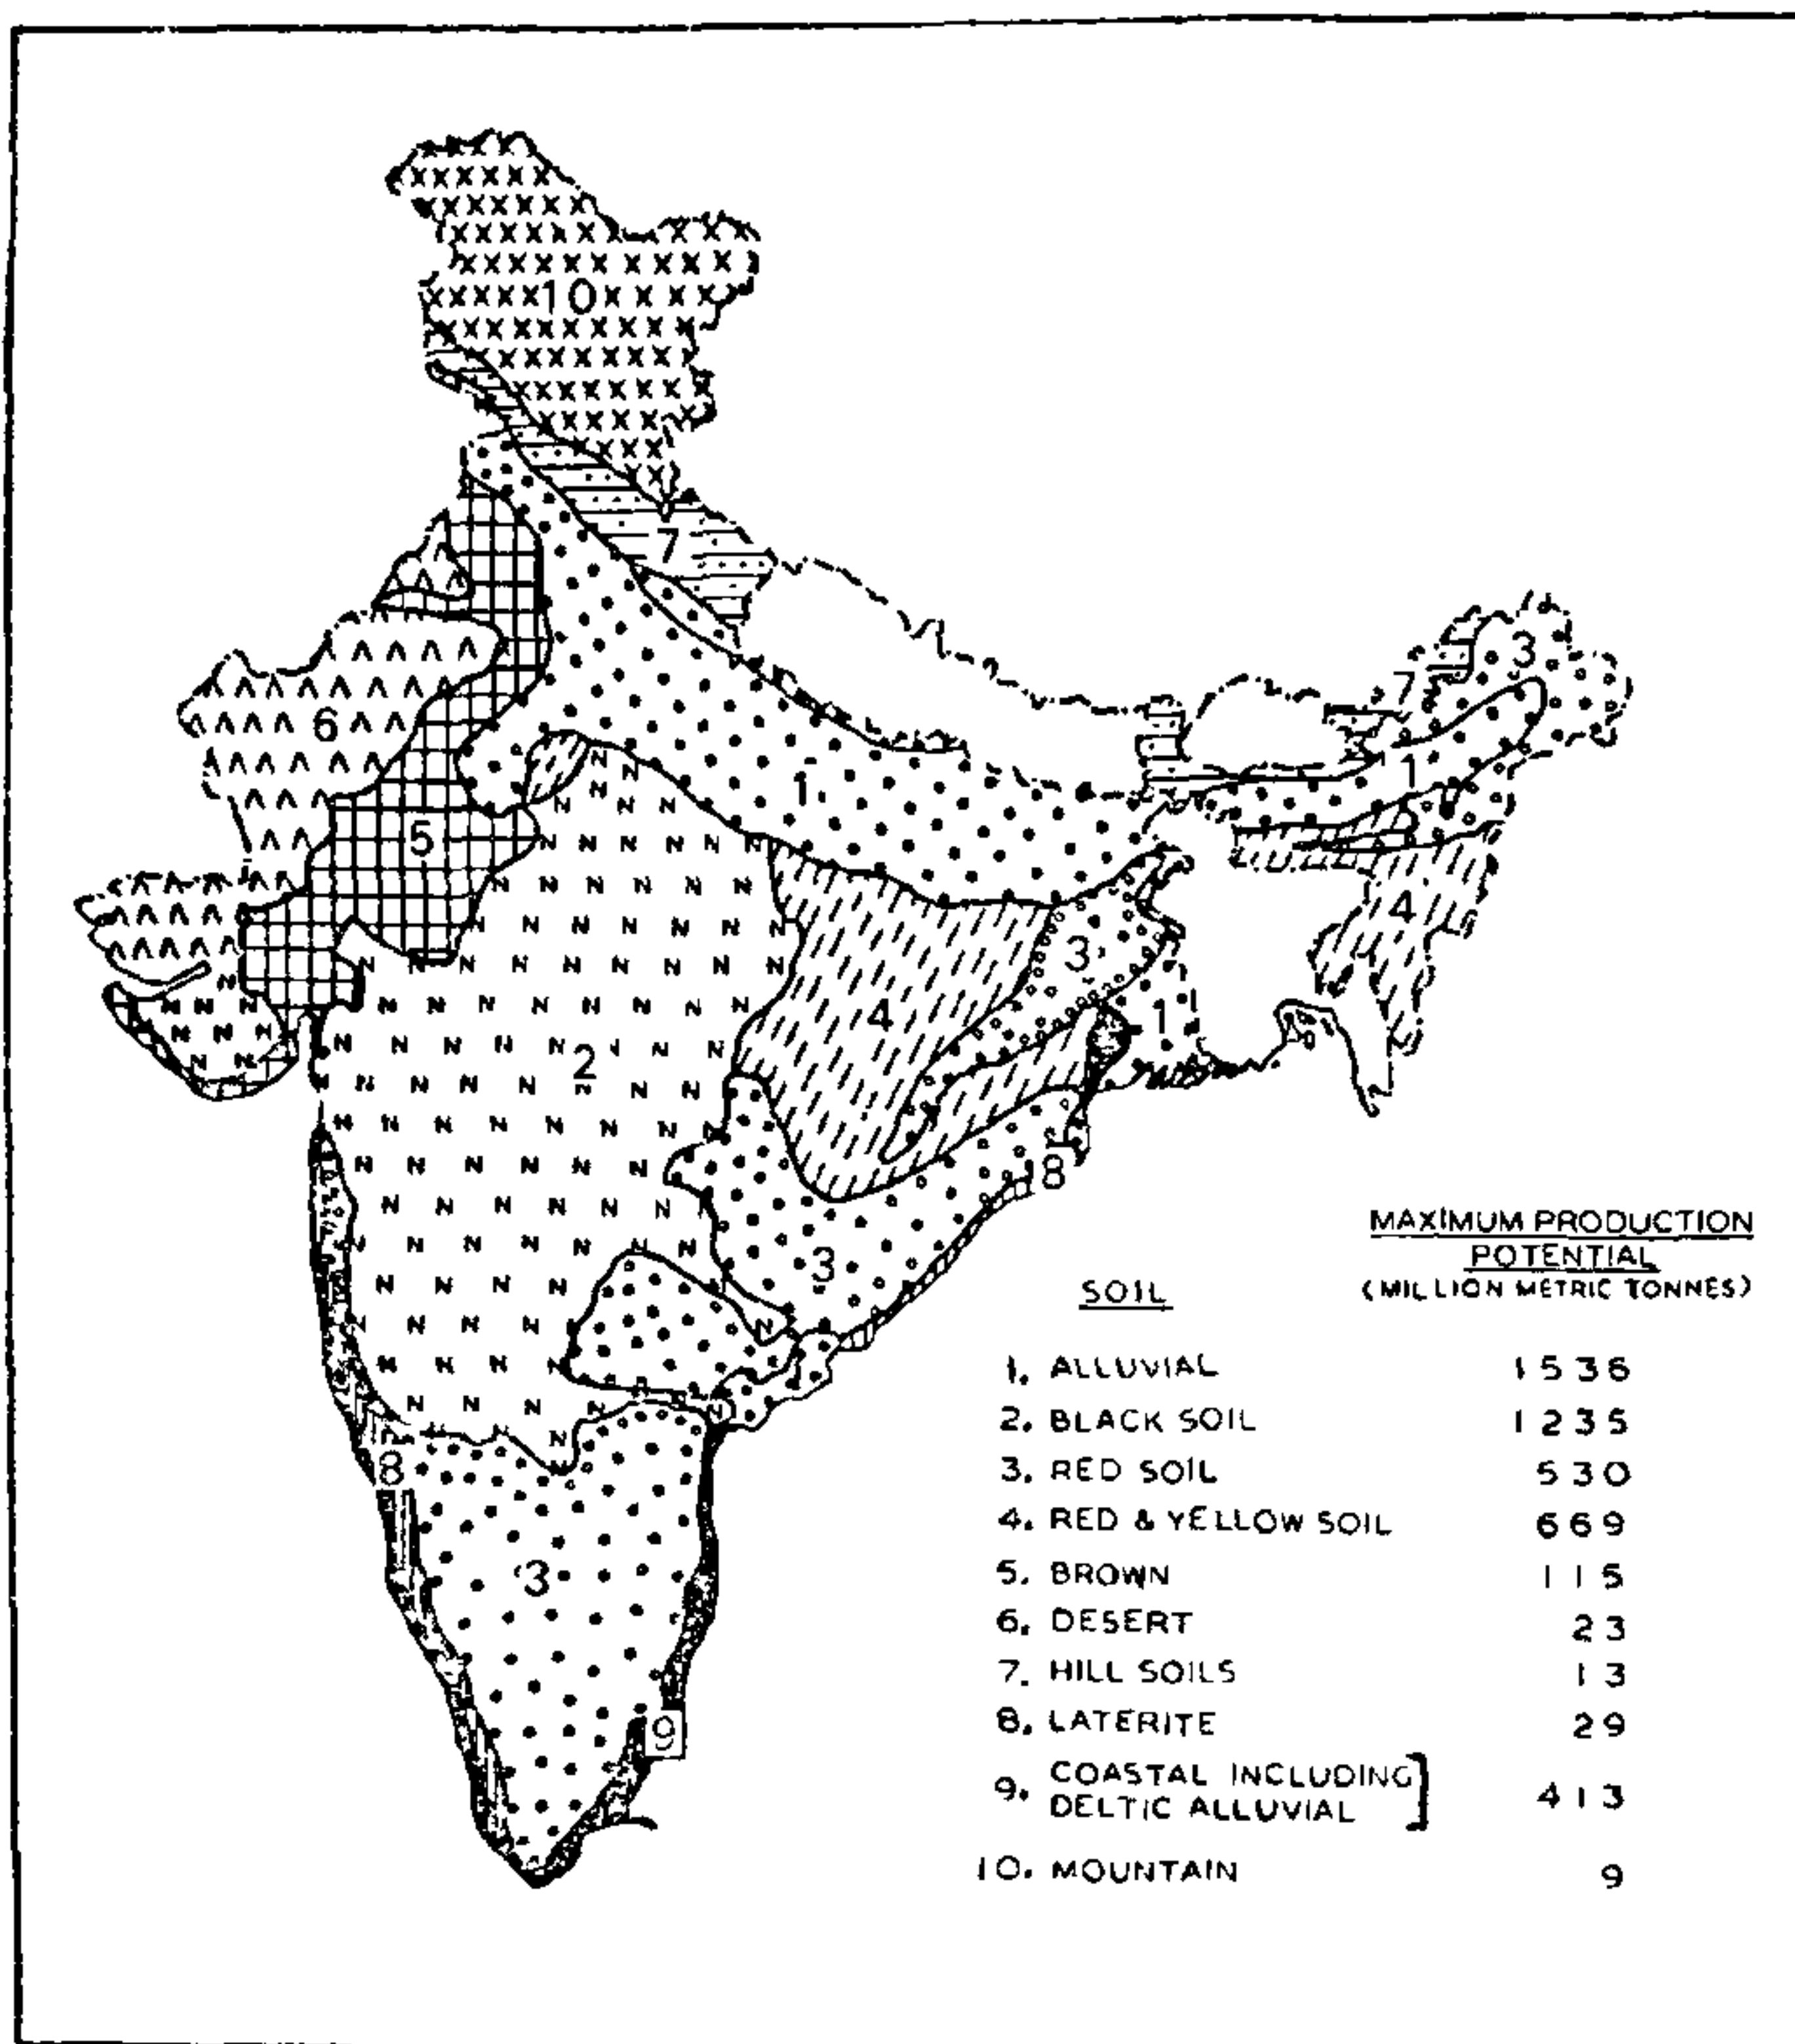 10
7
3
7
6
1
1
5
4
3
4
1
2
8
3
8
3
9
SOIL
MAXIMUM PRODUCTION
POTENTIAL
(MILLION METRIC TONNES)
1. ALLUVIAL 1536
2. BLACK SOIL 1235
3. RED SOIL 530
4. RED & YELLOW SOIL 669
5. BROWN 115
6. DESERT 23
7. HILL SOILS 13
8. LATERITE 29
9. COASTAL INCLUDING
DELTIC ALLUVIAL ] 413
10. MOUNTAIN 9